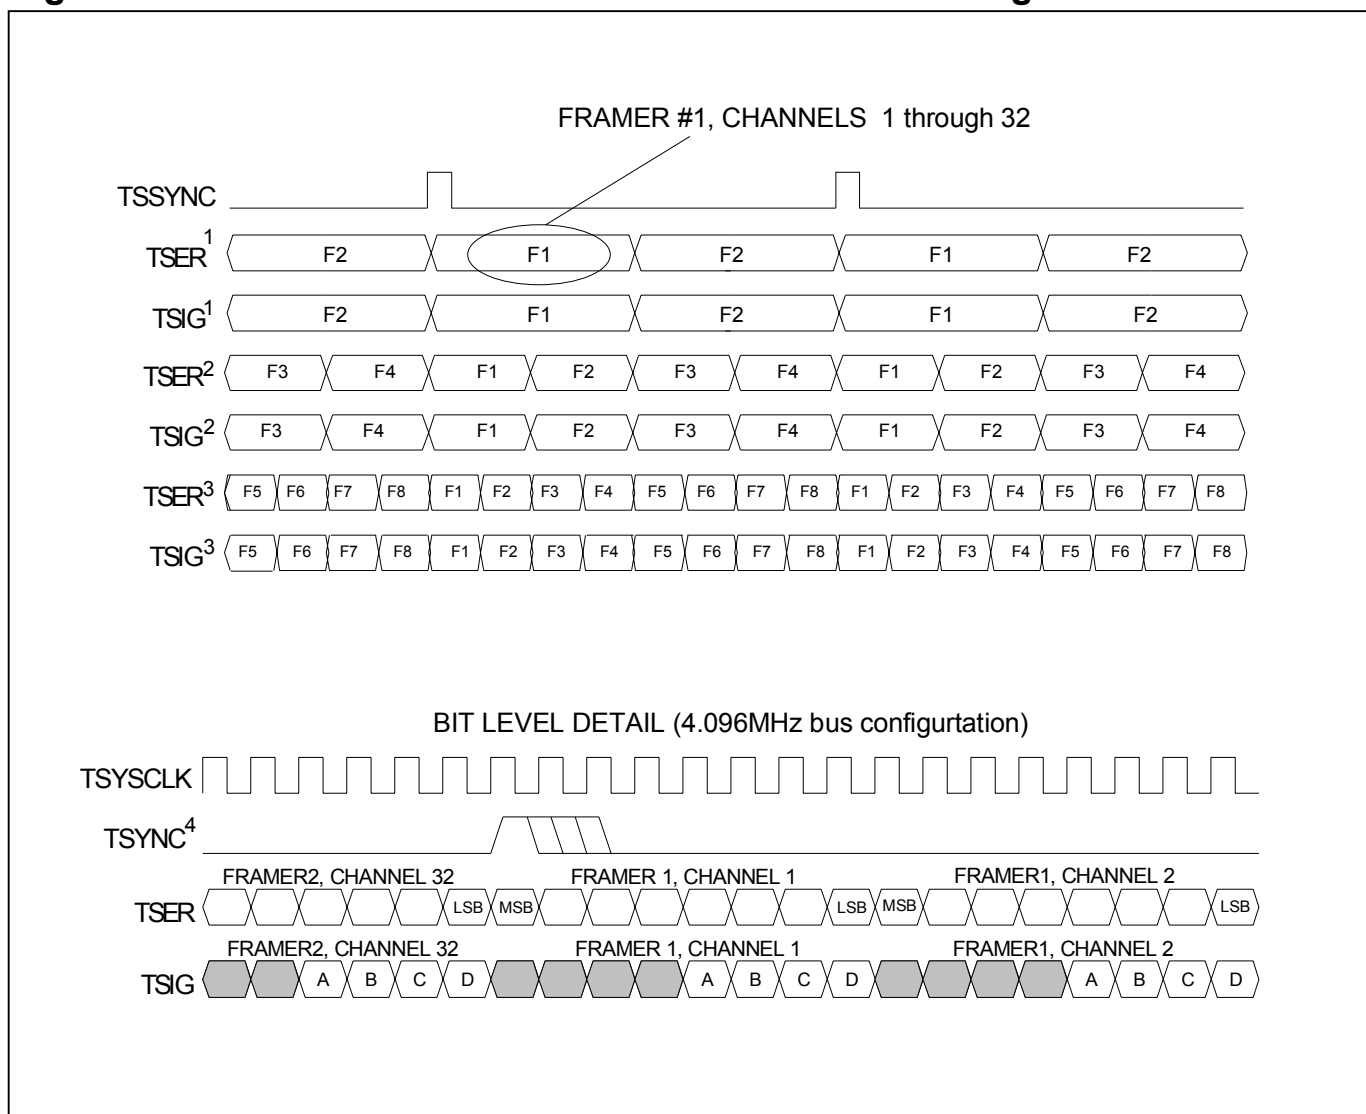 FRAMER #1, CHANNELS 1 through 32
TSSYNC
TSER1 F2 F1 F2 F1 F2
TSIG1 F2 F1 F2 F1 F2
TSER2 F3 F4 F1 F2 F3 F4 F1 F2 F3 F4
TSIG2 F3 F4 F1 F2 F3 F4 F1 F2 F3 F4
TSER3 F5 F6 F7 F8 F1 F2 F3 F4 F5 F6 F7 F8 F1 F2 F3 F4 F5 F6 F7 F8
TSIG3 F5 F6 F7 F8 F1 F2 F3 F4 F5 F6 F7 F8 F1 F2 F3 F4 F5 F6 F7 F8
BIT LEVEL DETAIL (4.096MHz bus configurtation)
TSYSCLK
TSYNC4
FRAMER2, CHANNEL 32 FRAMER 1, CHANNEL 1 FRAMER1, CHANNEL 2
TSER LSB MSB LSB MSB LSB
FRAMER2, CHANNEL 32 FRAMER 1, CHANNEL 1 FRAMER1, CHANNEL 2
TSIG A B C D A B C D A B C D